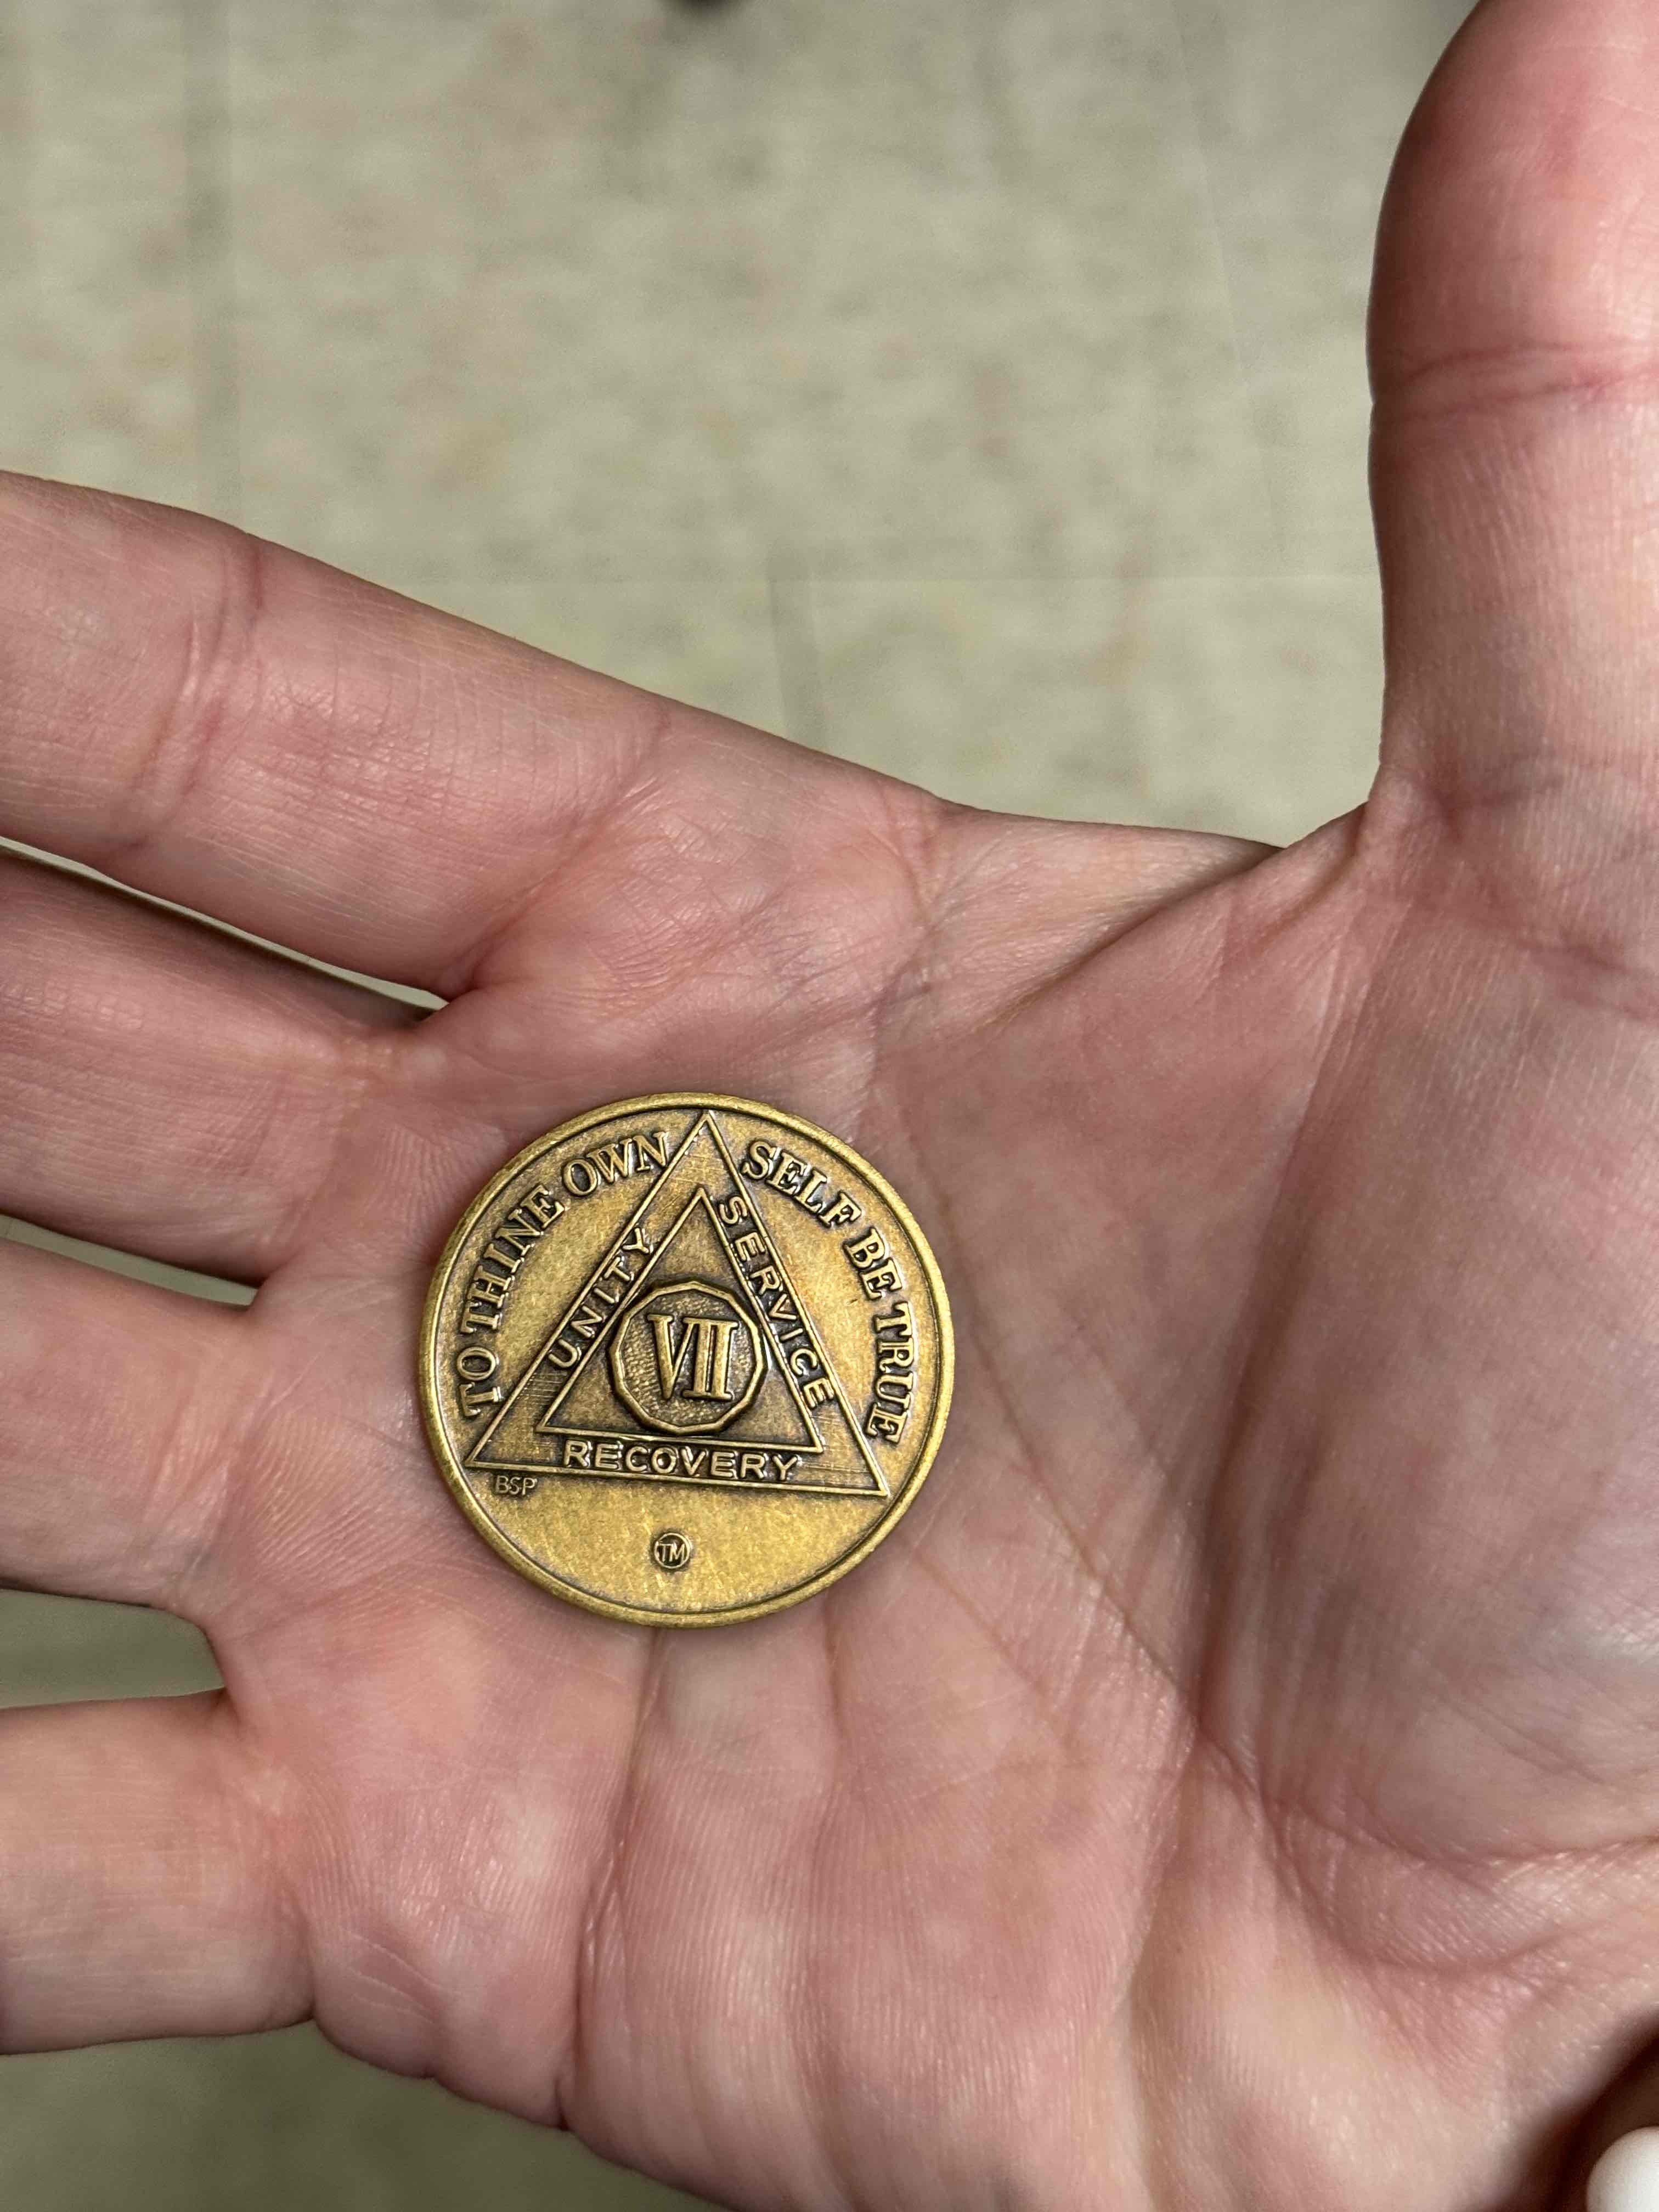 TO THINE OWN SELF BE TRUE
UNITY
SERVICE
VII
RECOVERY
BSP
TM